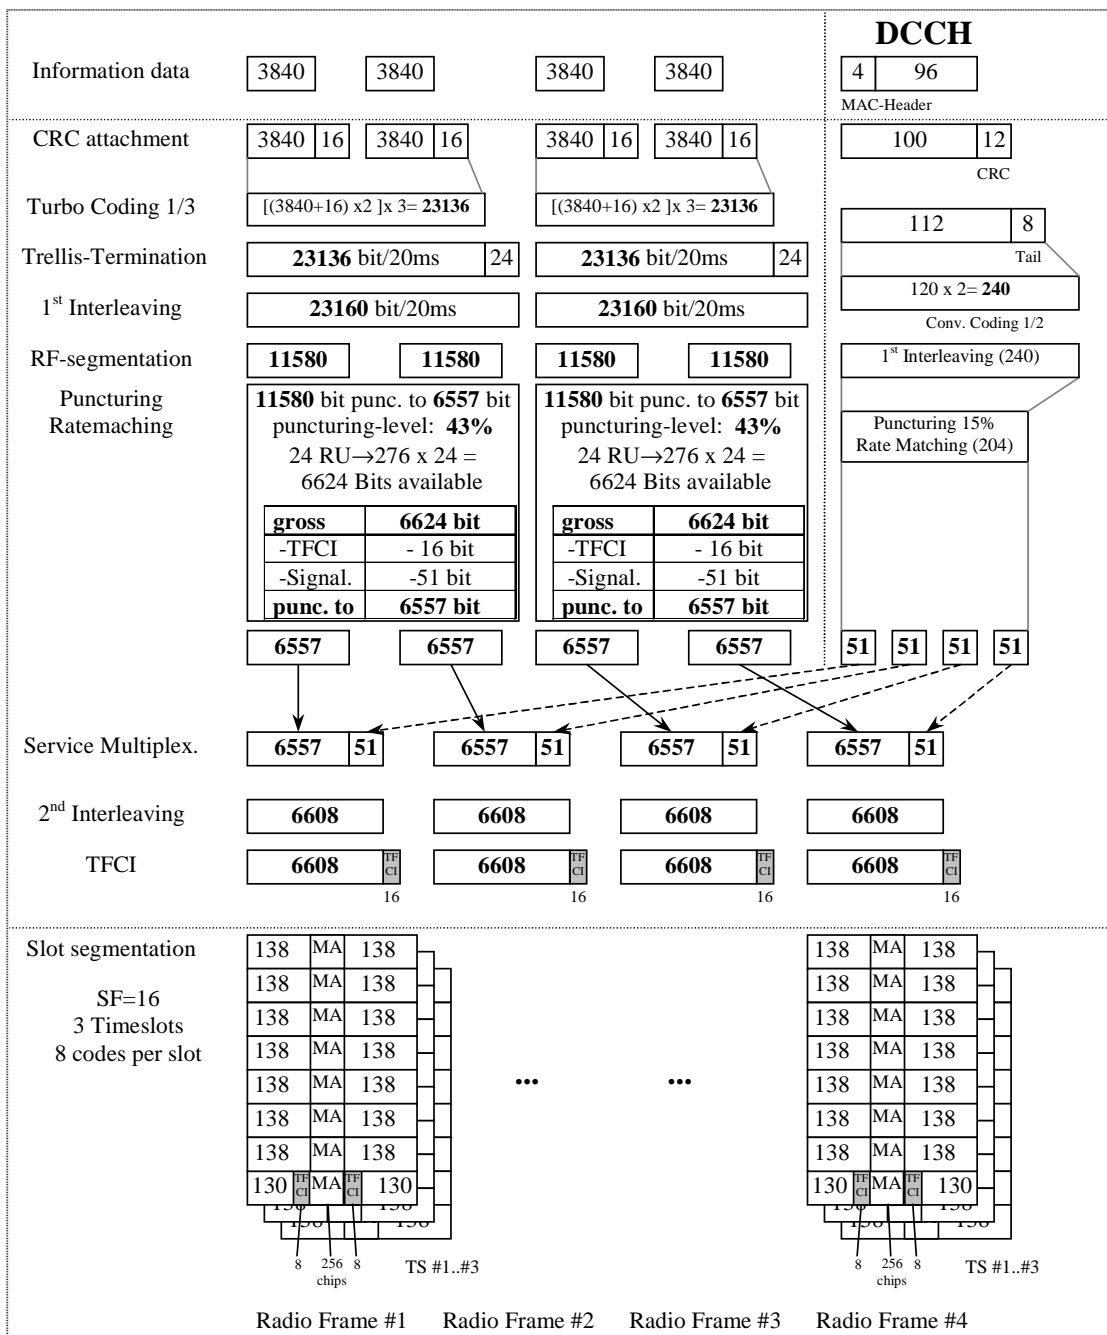 DCCH
Information data 3840 3840 3840 3840 4 96
MAC-Header
CRC attachment 3840 16 3840 16 3840 16 3840 16 100 12
CRC
Turbo Coding 1/3 [(3840+16) x2 ]x 3= 23136 [(3840+16) x2 ]x 3= 23136
112 8
Tail
Trellis-Termination 23136 bit/20ms 24 23136 bit/20ms 24
120 x 2= 240
Conv. Coding 1/2
1st Interleaving 23160 bit/20ms 23160 bit/20ms
RF-segmentation 11580 11580 11580 11580 1st Interleaving (240)
Puncturing
Ratemaching
11580 bit punc. to 6557 bit
puncturing-level: 43%
24 RU→276 x 24 =
6624 Bits available
gross 6624 bit
-TFCI - 16 bit
-Signal. -51 bit
punc. to 6557 bit
11580 bit punc. to 6557 bit
puncturing-level: 43%
24 RU→276 x 24 =
6624 Bits available
gross 6624 bit
-TFCI - 16 bit
-Signal. -51 bit
punc. to 6557 bit
Puncturing 15%
Rate Matching (204)
6557 6557 6557 6557 51 51 51 51
Service Multiplex. 6557 51 6557 51 6557 51 6557 51
2nd Interleaving 6608 6608 6608 6608
TFCI 6608 TF CI 6608 TF CI 6608 TF CI 6608 TF CI
16 16 16 16
Slot segmentation
SF=16
3 Timeslots
8 codes per slot
138 MA 138
138 MA 138
138 MA 138
138 MA 138
138 MA 138
138 MA 138
138 MA 138
130 TF CI MA TF CI 130
138 138
138 138
8 256 8
chips
TS #1..#3
... ...
138 MA 138
138 MA 138
138 MA 138
138 MA 138
138 MA 138
138 MA 138
138 MA 138
130 TF CI MA TF CI 130
138 138
138 138
8 256 8
chips
TS #1..#3
Radio Frame #1 Radio Frame #2 Radio Frame #3 Radio Frame #4